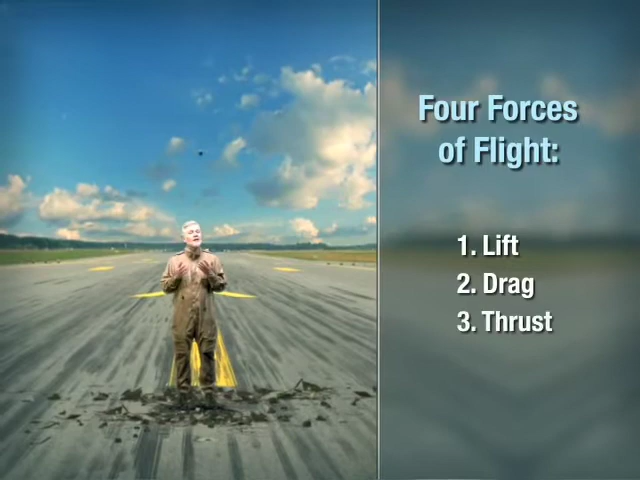 Four Forces
of Flight:
1. Lift
2. Drag
3. Thrust